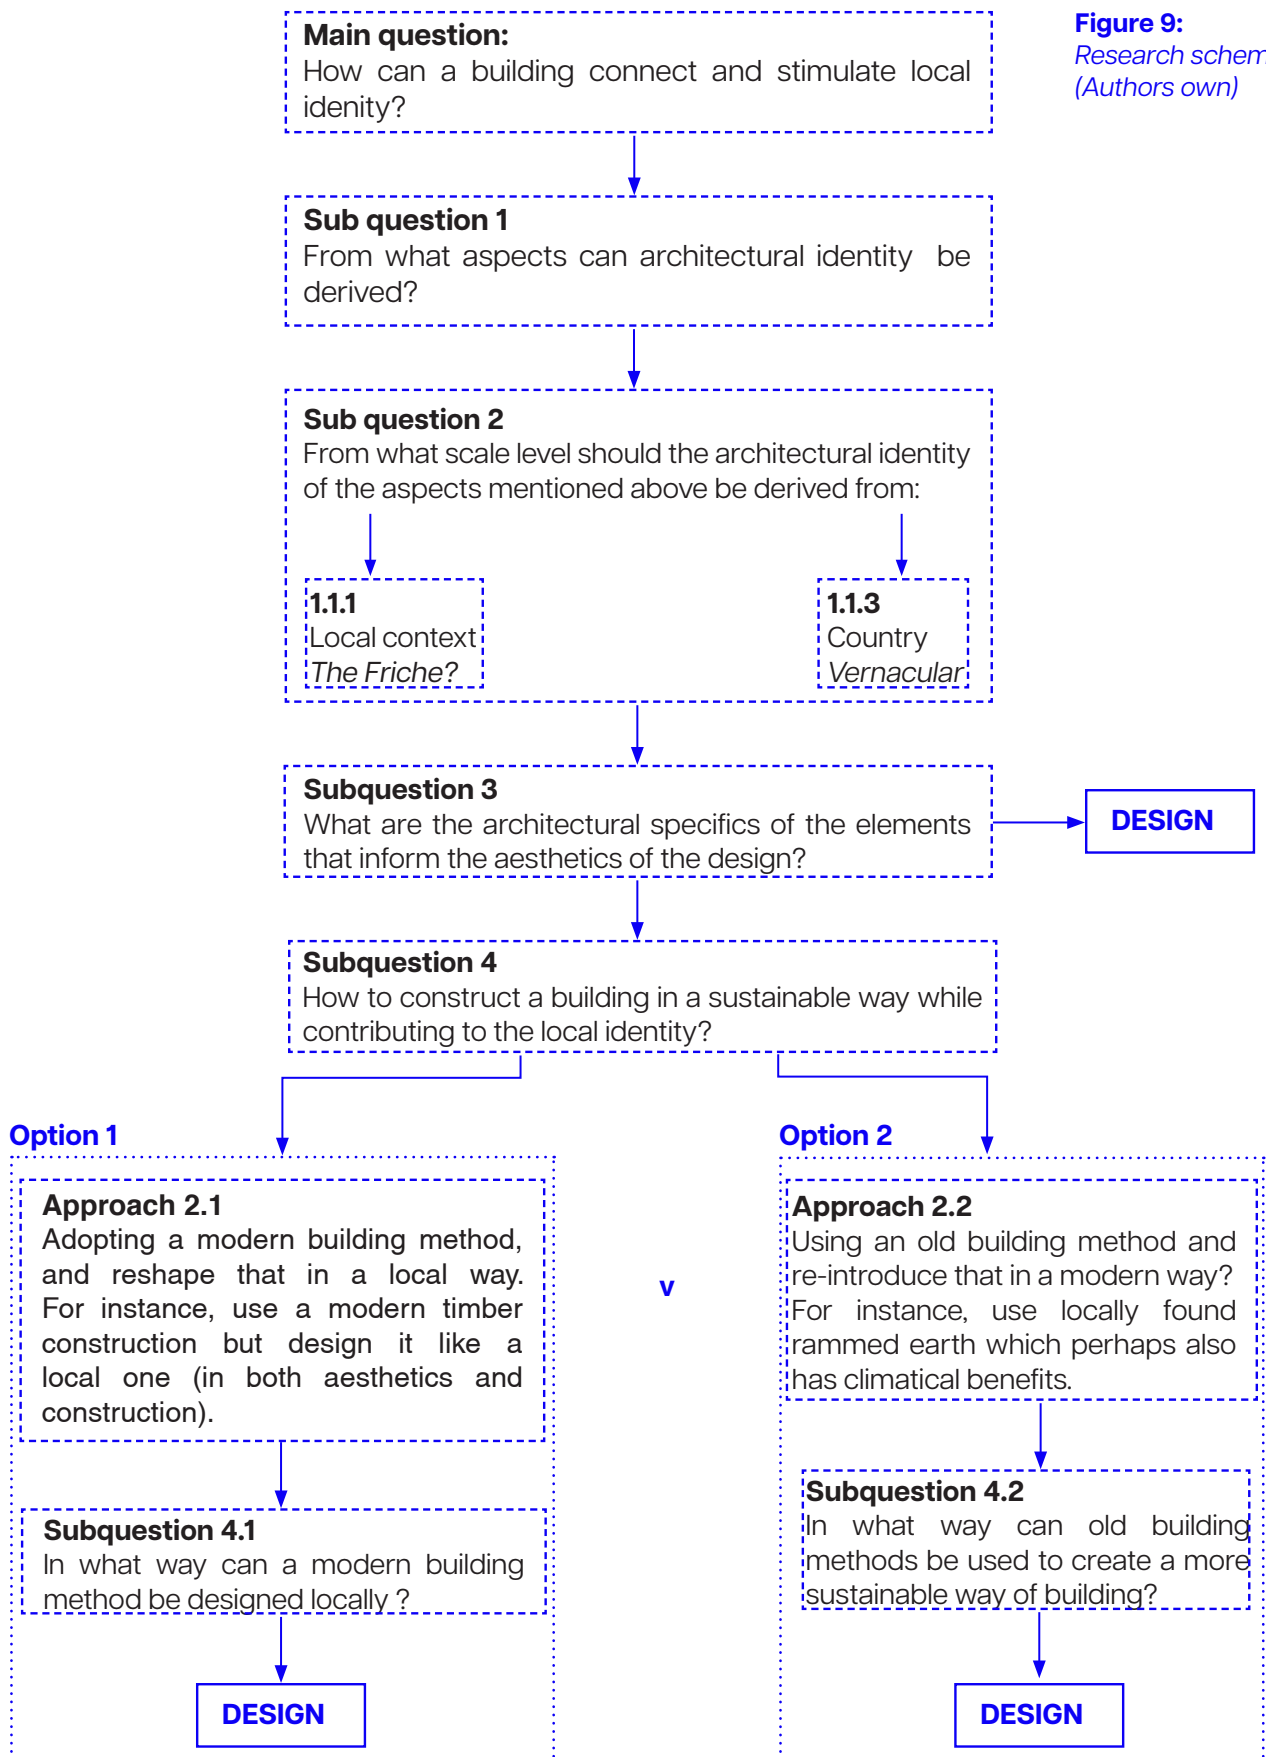 Main question:
How can a building connect and stimulate local
idenity?
Figure 9:
Research schem
(Authors own)
Sub question 1
From what aspects can architectural identity be
derived?
Sub question 2
From what scale level should the architectural identity
of the aspects mentioned above be derived from:
1.1.1
Local context
The Friche?
1.1.3
Country
Vernacular
Subquestion 3
What are the architectural specifics of the elements
that inform the aesthetics of the design?
DESIGN
Subquestion 4
How to construct a building in a sustainable way while
contributing to the local identity?
Option 1
Approach 2.1
Adopting a modern building method,
and reshape that in a local way.
For instance, use a modern timber
construction but design it like a
local one (in both aesthetics and
construction).
Subquestion 4.1
In what way can a modern building
method be designed locally ?
DESIGN
v
Option 2
Approach 2.2
Using an old building method and
re-introduce that in a modern way?
For instance, use locally found
rammed earth which perhaps also
has climatical benefits.
Subquestion 4.2
In what way can old building
methods be used to create a more
sustainable way of building?
DESIGN